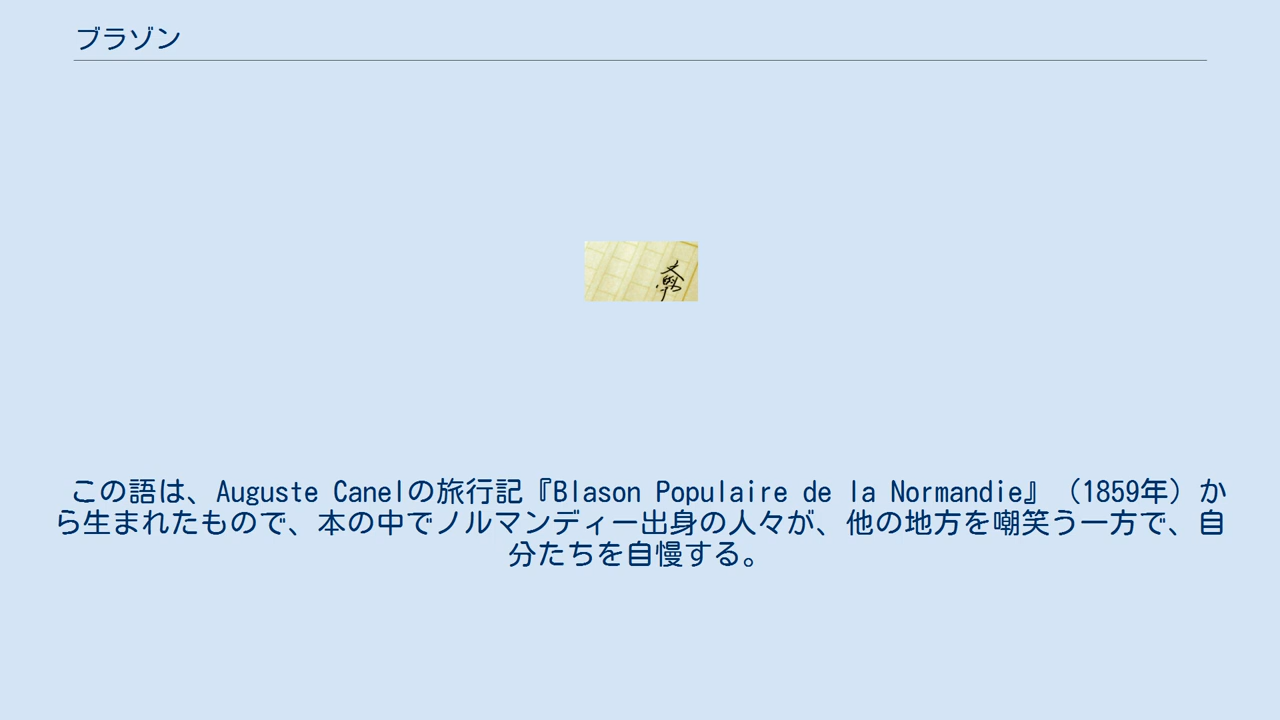 ブラゾン
この語は、Auguste Canelの旅行記『Blason Populaire de la Normandie』（1859年）か
ら生まれたもので、本の中でノルマンディー出身の人々が、他の地方を嘲笑う一方で、自
分たちを自慢する。